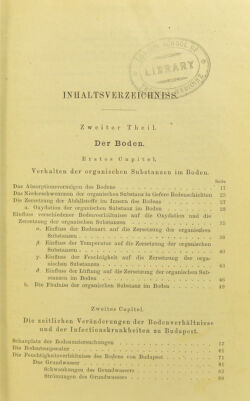 LIBRARY
INHALTSVERZEICHNISS.
Zweiter Theil.
Der Boden.
Erstes Capitel.
Verhalten der organischen Substanzen im Boden.
Seite
Das Absorptionsvermögen des Bodens 17
Das Niederschwemmen der organischen Substanz in tiefere Bodenschichten 25
Die Zersetzung der Abfallstoffe im Innern des Bodens 27
a. Oxydation der organischen Substanz im Boden 28
Einfluss verschiedener Bodenverhältnisse auf die Oxydation und die
Zersetzung der organischen Substanzen
α Einfluss der Bodenart auf die Zersetzung der organischen
Substanzen
β Einfluss der Temperatur auf die Zersetzung der organischen
Substanzen 40
γ. Einfluss der Feuchtigkeit auf die Zersetzung der orga-
nischen Substanzen 43
δ Einfluss der Lüftung auf die Zersetzung der organischen Sub-
stanzen im Boden 46
b. Die Fäulniss der organischen Substanz im Boden 49
Zweites Capitel.
Die zeitlichen Veränderungen der Bodenverhältnisse
und der Infectionskrankheiten zu Budapest.
Schauplatz der Bodenuntersuchungen 57
Die Bodentemperatur 61
Die Feuchtigkeitsverhältnisse des Bodens von Budapest 71
Das Grundwasser 81
Schwankungen des Grundwassers 83
Strömungen des Grundwassers 88